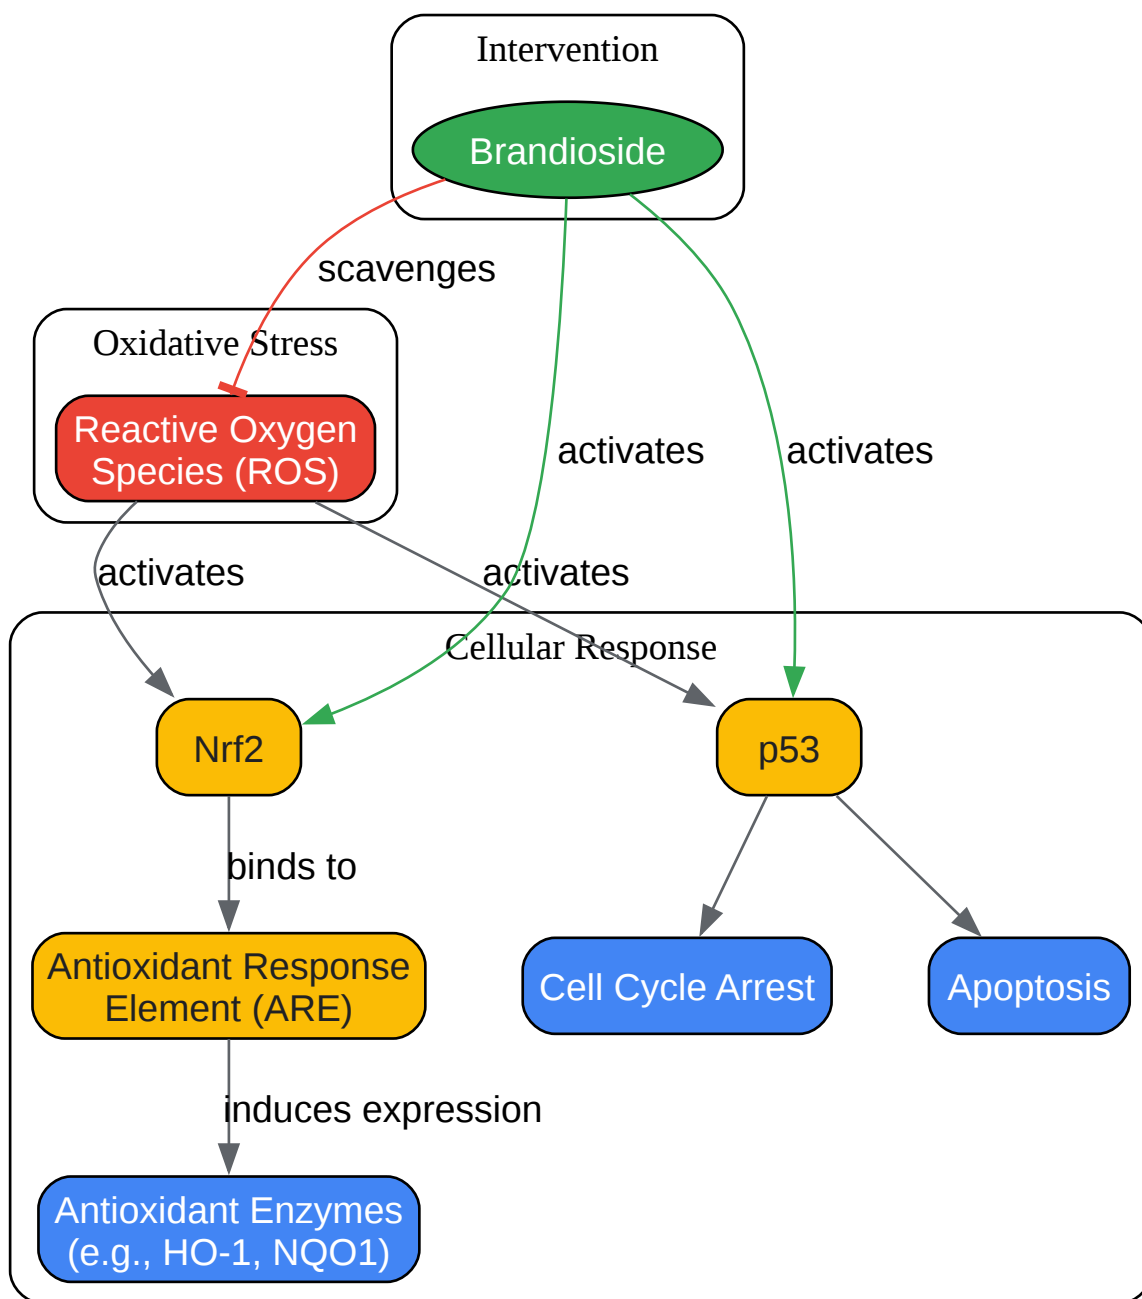 Intervention
Brandioside
scavenges
Oxidative Stress
Reactive Oxygen
Species (ROS)
activates
activates
activates
activates
Cellular Response
Nrf2
p53
binds to
Antioxidant Response
Element (ARE)
Cell Cycle Arrest
Apoptosis
induces expression
Antioxidant Enzymes
(e.g., HO-1, NQO1)